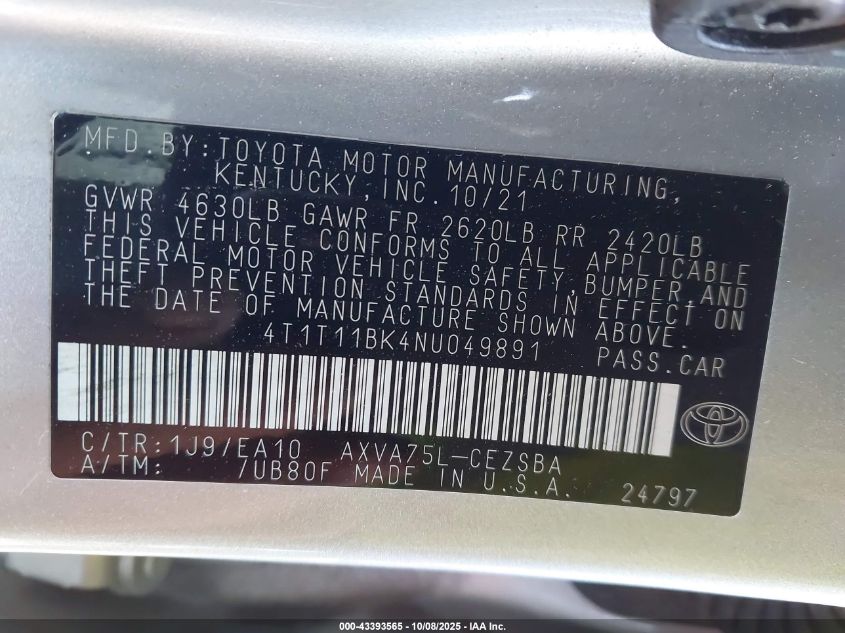 MFD. BY: TOYOTA MOTOR MANUFACTURING,
KENTUCKY, INC. 10/21
GVWR 4630LB GAWR FR 2620LB RR 2420LB
THIS VEHICLE CONFORMS TO ALL APPLICABLE
FEDERAL MOTOR VEHICLE SAFETY, BUMPER, AND
THEFT PREVENTION STANDARDS IN EFFECT ON
THE DATE OF MANUFACTURE SHOWN ABOVE.
4T1T11BK4NU049891 PASS. CAR
C/TR: 1J9/EA10 AXVA75L-CEZSBA
A/TM: /UB80F MADE IN U.S.A. 24797
000-43393565 - 10/08/2025 - IAA Inc.